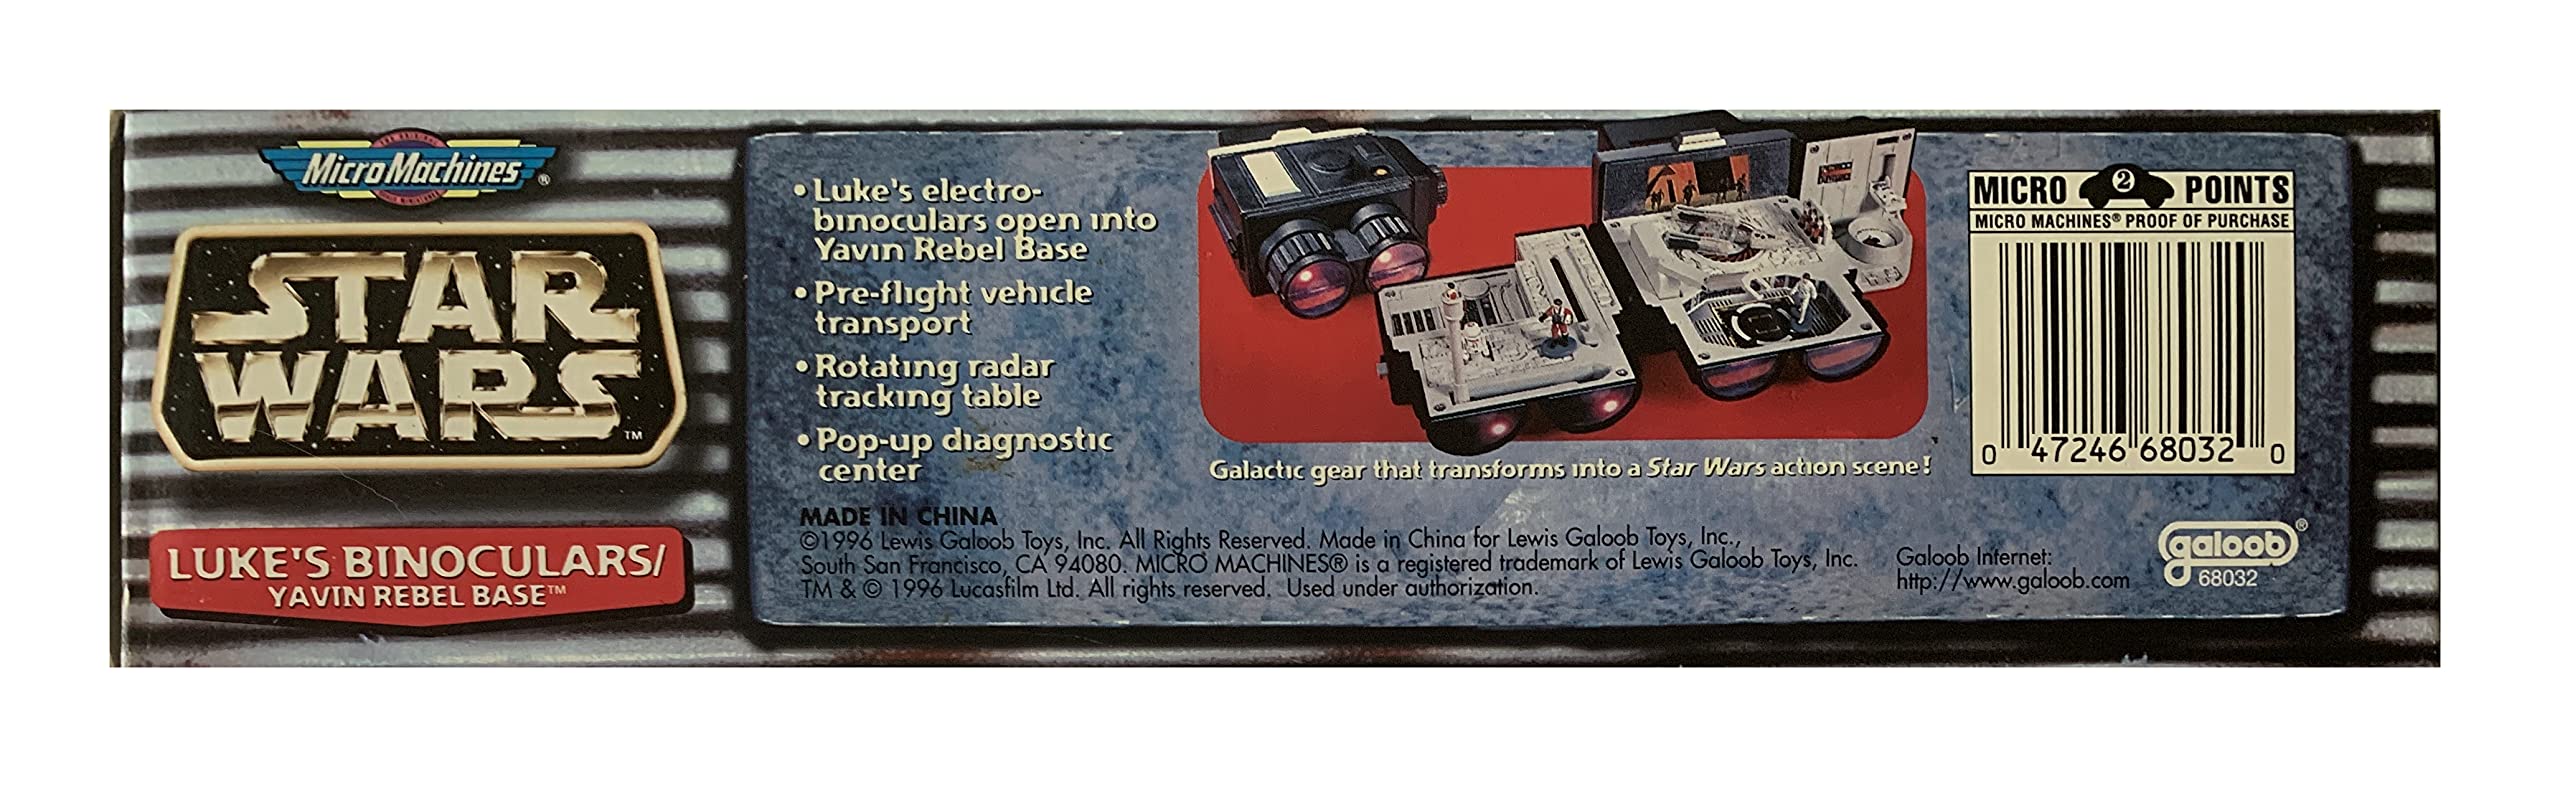 Micro Machines ®
STAR
WARS
TM
LUKE'S BINOCULARS/
YAVIN REBEL BASE™
• Luke's electro-
binoculars open into
Yavin Rebel Base
• Pre-flight vehicle
transport
• Rotating radar
tracking table
• Pop-up diagnostic
center
Galactic gear that transforms into a Star Wars action scene!
MADE IN CHINA
©1996 Lewis Galoob Toys, Inc. All Rights Reserved. Made in China for Lewis Galoob Toys, Inc.,
South San Francisco, CA 94080. MICRO MACHINES® is a registered trademark of Lewis Galoob Toys, Inc.
TM & © 1996 Lucasfilm Ltd. All rights reserved. Used under authorization.
Galoob Internet:
http://www.galoob.com
MICRO 2 POINTS
MICRO MACHINES® PROOF OF PURCHASE
0 47246 68032 0
galoob®
68032